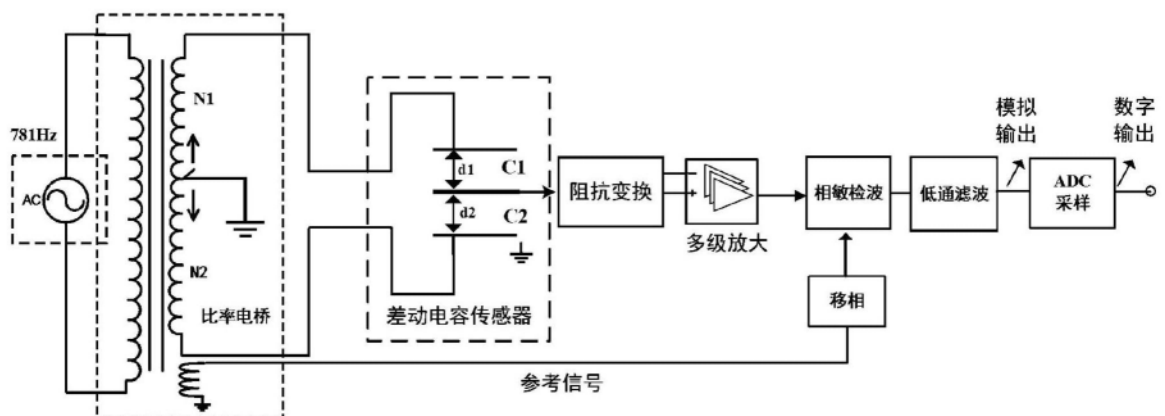 781Hz
AC
N1
N2
比率电桥
d1
C1
d2
C2
差动电容传感器
阻抗变换
多级放大
相敏检波
低通滤波
模拟
输出
ADC
采样
数字
输出
移相
参考信号